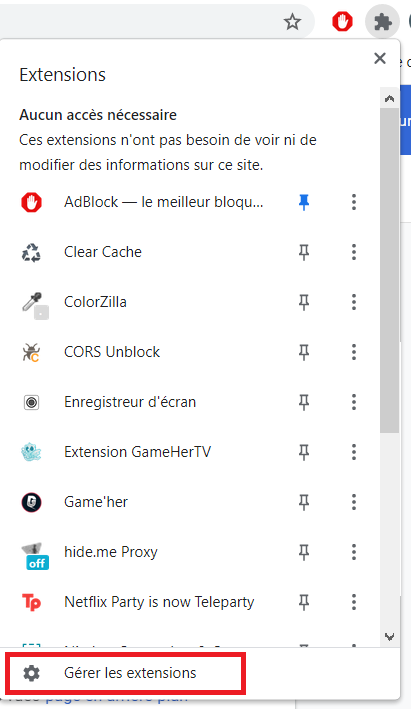 Extensions
Aucun accès nécessaire
Ces extensions n'ont pas besoin de voir ni de
modifier des informations sur ce site.
AdBlock — le meilleur bloqu...
Clear Cache
ColorZilla
CORS Unblock
Enregistreur d'écran
Extension GameHerTV
Game'her
hide.me Proxy
off
Netflix Party is now Teleparty
Gérer les extensions